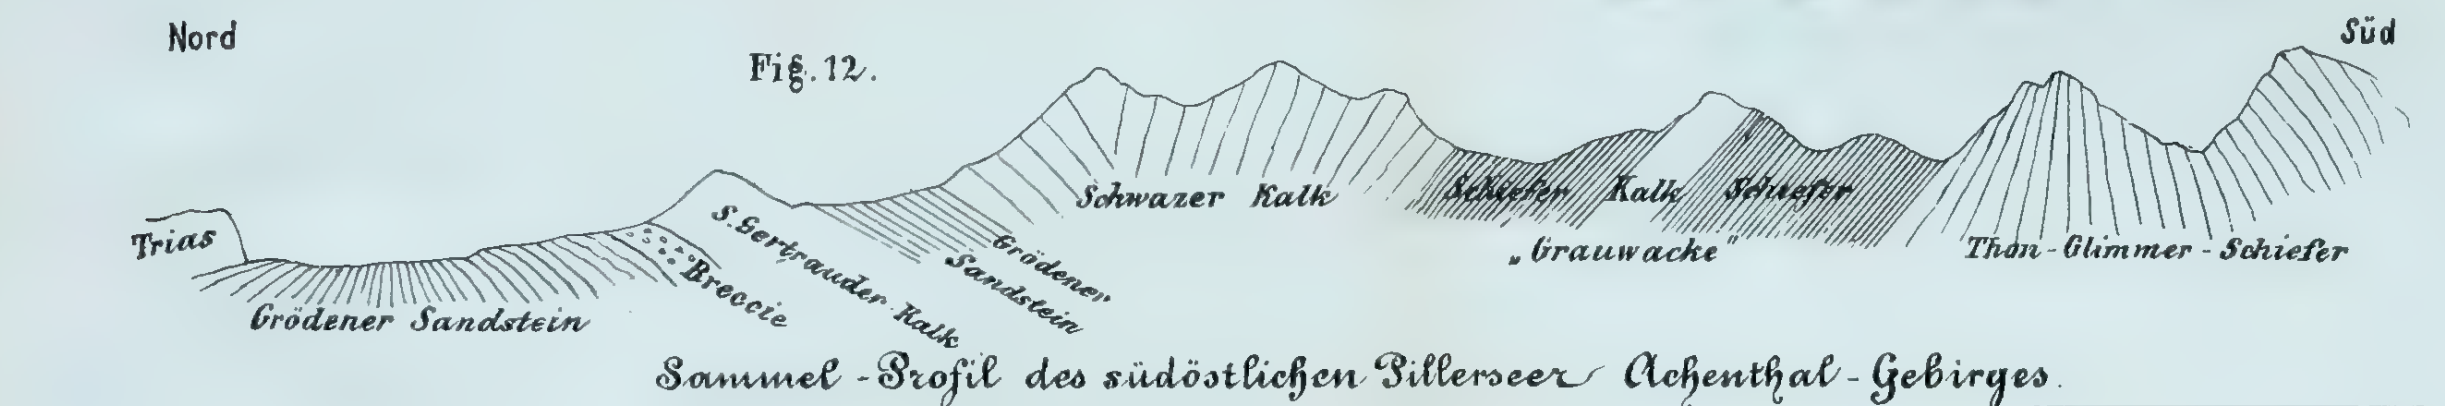 Nord
Süd
Fig. 12.
Trias
Grödener Sandstein
Breccie
S. Gertrauder-Kalk
Grödener
Sandstein
Schwazer Kalk
Schiefer Kalk Schiefer
„Grauwacke"
Thon-Glimmer-Schiefer
Sammel-Profil des südöstlichen Pillerseer Achenthal-Gebirges.